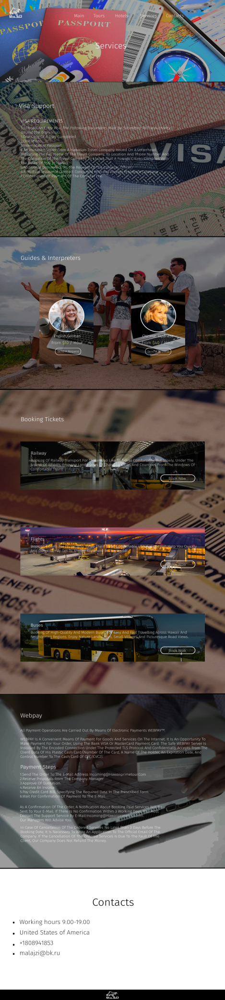 Main Tours Hotels Services Contacts
PASSPORT
PASSPORT
Services
Visa Support
VISA REQUIREMENTS
To Obtain An Entry Visa, The Following Documents Must Be Submitted To The Authority
Issuing The Entry Visa:
1.One Copy Of A Duly Completed
2.One Photo
3.International Passport
4.An Invitation Letter From A Hawaiian Travel Company Issued On A Letterhead
Indicating The Full Name Of The Travel Company, Its Location And Phone Number And
The Obligation Of The Travel Company To Ensure That A Foreign Citizen Complies With
The Rules Of Stay In Hawaii
5.Additional Documents (At The Request Of The Consular Officer)
6.A Medical Insurance Contract Concluded With Any Foreign Insurance Company
7.Confirmation Of Payment Of The Consular Fee.
VIS
Guides & Interpreters
English,German
From $10 / Hour
Send A Request
Chinese, Japanese
From $40 / Hour
Send A Request
Booking Tickets
Railway
Booking Of Railway Transport For Those Who Like To Travel Comfortably, But Slowly, Under The
Sound Of Wheels, Enjoying Landscapes Of Changing Cities And Countries From The Windows Of
Comfortable Trains.
Book Now
Flights
Booking Tickets For Those Who Value Their Time. Comfortable Airlines Will Help You Quickly
And Conveniently Get To Almost Anywhere In The World!
Book Now
Buses
Booking Of High-Quality And Modern Buses For Easy And Fast Travelling Across Hawaii And
Neighboring Regions. Enjoy Nature Landscapes, Small Villages And Picturesque Road Views.
Book Now
Webpay
All Payment Operations Are Carried Out By Means Of Electronic Payments WEBPAY™.
WEBPAY Is A Convenient Means Of Payment For Goods And Services On The Internet. It Is An Opportunity To
Make Payment For Your Order, Using The Bank VISA Or MasterCard Payment Card. The Safe WEBPAY Server Is
Installed By The Encoded Connection Under The Protected TLS Protocol And Confidentially Accepts From The
Client Data Of His Plastic Cash Card (Number Of The Card, A Name Of The Holder, An Expiration Date, And
Control Number To The Cash Card Of CVC/CVC2).
Payment Steps
1.Send The Order To The E-Mail Address Incoming@Hawaiiprimetour.Com
2.Receive Proposals From The Company Manager
3.Approve Of Quotation.
4.Receive An Invoice
5.Pay Credit Card Bill, Specifying The Required Data In The Prescribed Form.
6.Wait For Confirmation Of Payment To The E-Mail.
As A Confirmation Of The Order, A Notification About Booking Paid Services Will Be
Sent To Your E-Mail. If There Is No Confirmation Within 3 Working Days, You Must
Contact The Support Service By E-Mail:Incoming@Hawaiiprimetour.Com.
Our Managers Will Advise You.
In Case Of Cancellation Of The Ordered Services No Later Than 3 Days Before The
Booking Date, It Is Necessary To Write An Application To The Official Email Of The
Company. If The Cancellation Of The Ordered Services Is Due To The Fault Of The
Client, Our Company Does Not Refund The Money.
Contacts
Working hours 9.00-19.00
United States of America
+1808941853
malajzi@bk.ru